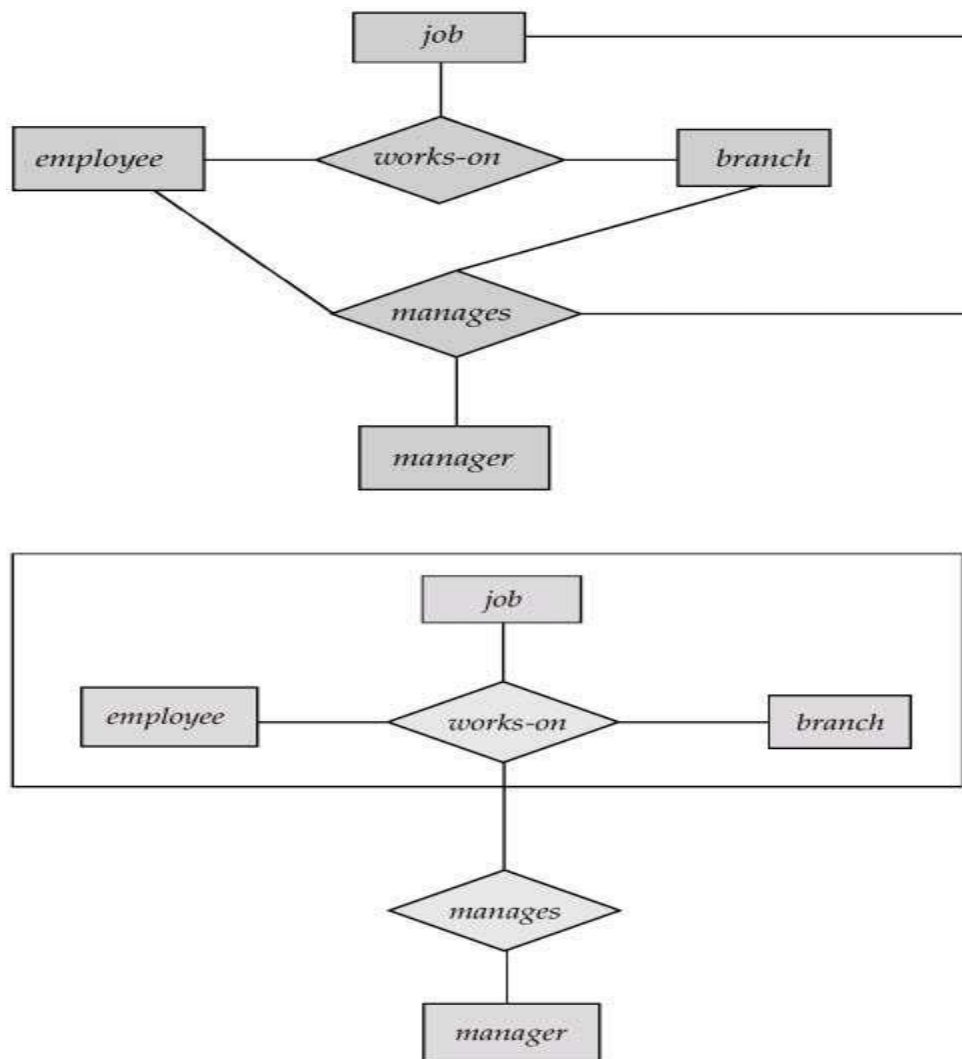 job
employee
works-on
branch
manages
manager
job
employee
works-on
branch
manages
manager